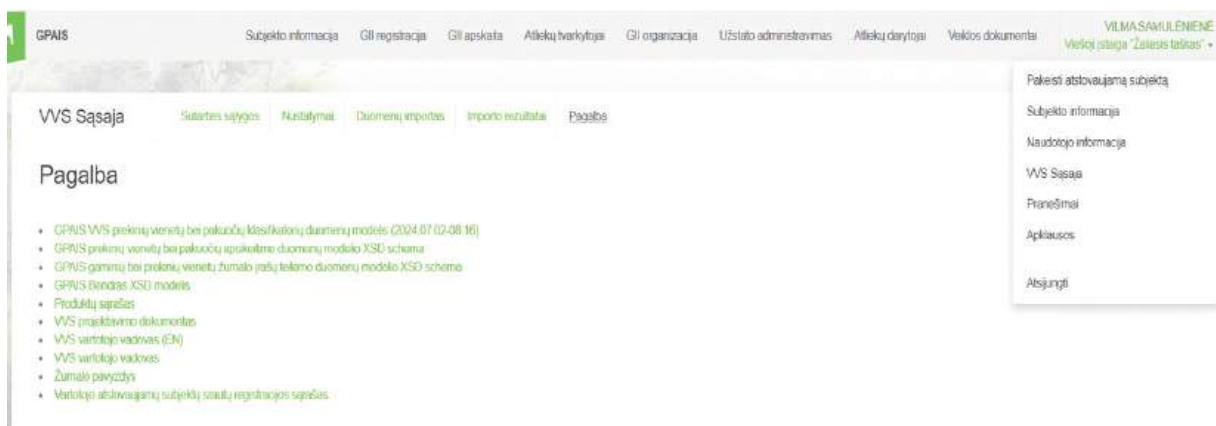 GPAIS
Subjekto informacija
GII registracija
GII apskaita
Atliekų tvarkytojai
GII organizacija
Užstato administravimas
Atliekų darytojai
Veiklos dokumentai
VILMA SAMULĖNIENĖ
Viešoji įstaiga "Žaliasis taškas"
Pakeisti atstovaujamą subjektą
VVS Sąsaja
Sutarties sąlygos
Nustatymai
Duomenų importas
Importo rezultatai
Pagalba
Subjekto informacija
Naudotojo informacija
Pagalba
VVS Sąsaja
Pranešimai
GPAIS VVS prekinių vienetų bei pakuočių klasifikatorių duomenų modelis (2024.07.02-08.16)
Apklausos
GPAIS prekinių vienetų bei pakuočių apsikeitimo duomenų modelio XSD schema
GPAIS gaminių bei prekinių vienetų žurnalo įrašų teikimo duomenų modelio XSD schema
GPAIS Bendras XSD modelis
Atsijungti
Produktų sąrašas
VVS projektavimo dokumentas
VVS vartotojo vadovas (EN)
VVS vartotojo vadovas
Žurnalo pavyzdys
Vartotojo atstovaujamų subjektų srautų registracijos sąrašas